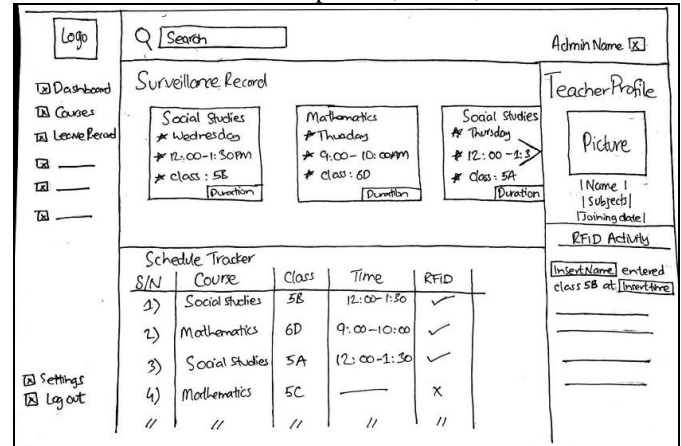 Logo
Search
Admin Name
Dashboard
Courses
Leave Record
Settings
Log out
Surveillance Record
Social Studies
* Wednesday
* 12:00-1:30PM
* Class: 5B
Duration
Mathematics
* Thusday
* 9:00-10:00AM
* Class: 6D
Duration
Social Studies
* Thursday
* 12:00-1:3
* Class: 5A
Duration
Schedule Tracker
S/N Course Class Time RFiD
1) Social studies 5B 12:00-1:30 ✓
2) Mathematics 6D 9:00-10:00 ✓
3) Social Studies 5A 12:00-1:30 ✓
4) Mathematics 5C — x
// // // // //
Teacher Profile
Picture
|Name|
|Subjects|
|Joining date|
RFiD Activity
Insert Name entered
class 5B at Insert time